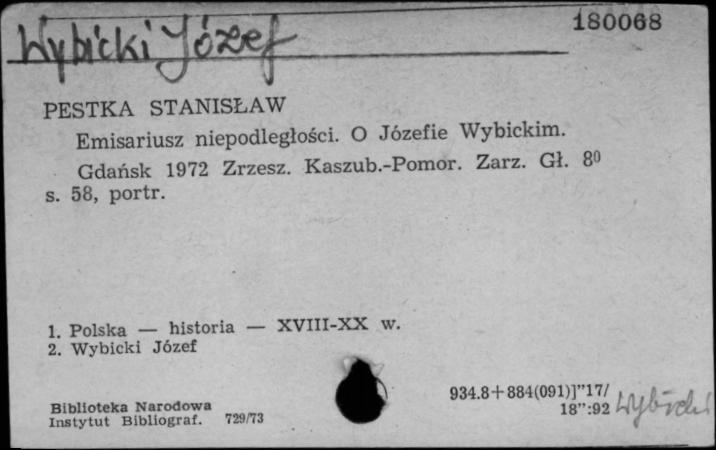 Wybicki Józef
180068
PESTKA STANISŁAW
Emisariusz niepodległości. O Józefie Wybickim.
Gdańsk 1972 Zrzesz. Kaszub.-Pomor. Zarz. Gł. 8⁰
s. 58, portr.
1. Polska — historia — XVIII-XX w.
2. Wybicki Józef
934.8+884(091)]"17/
18":92 Wybicki
Biblioteka Narodowa
Instytut Bibliograf. 729/73